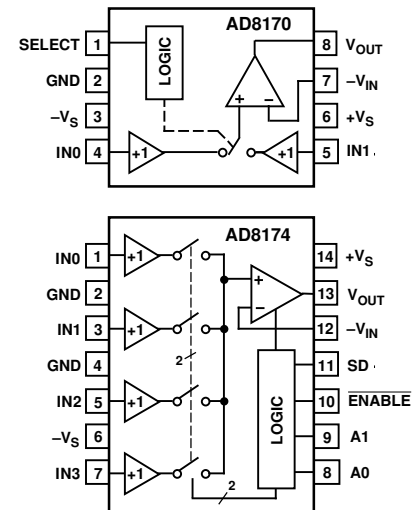 AD8170
SELECT 1 LOGIC 8 VOUT
GND 2 7 –VIN
–VS 3 + – 6 +VS
IN0 4 +1 +1 5 IN1
AD8174
IN0 1 +1 14 +VS
GND 2 + 13 VOUT
IN1 3 +1 – 12 –VIN
GND 4 2 11 SD
IN2 5 +1 LOGIC 10 ENABLE
–VS 6 9 A1
IN3 7 +1 2 8 A0